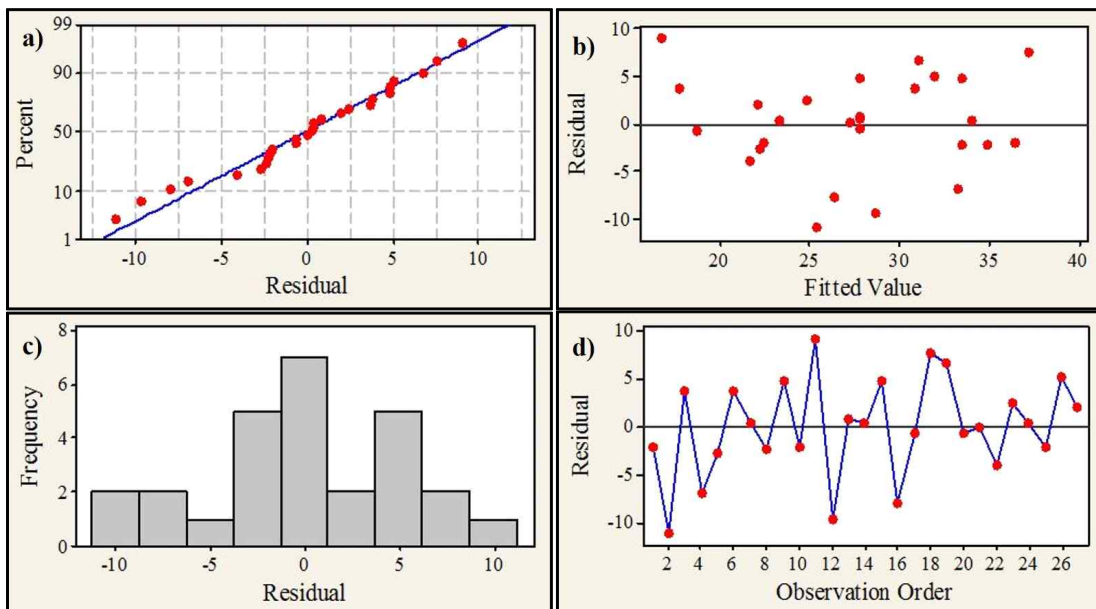 a)
99
90
50
10
1
Percent
-10 -5 0 5 10
Residual
b)
10
5
0
-5
-10
Residual
20 25 30 35 40
Fitted Value
c)
8
6
4
2
0
Frequency
-10 -5 0 5 10
Residual
d)
10
5
0
-5
-10
Residual
2 4 6 8 10 12 14 16 18 20 22 24 26
Observation Order